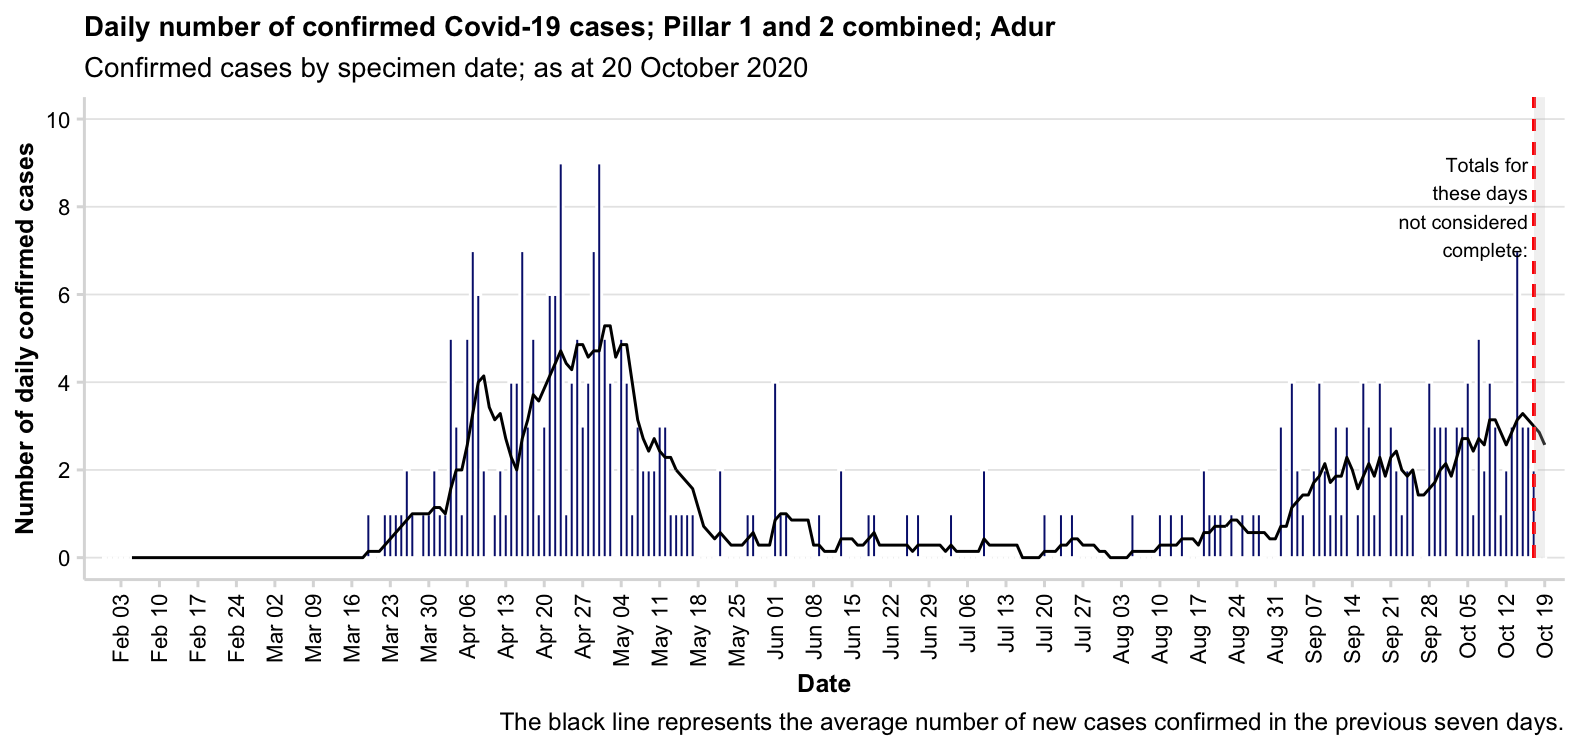 Daily number of confirmed Covid-19 cases; Pillar 1 and 2 combined; Adur
Confirmed cases by specimen date; as at 20 October 2020
Number of daily confirmed cases
10
8
6
4
2
0
Totals for
these days
not considered
complete:
Feb 03
Feb 10
Feb 17
Feb 24
Mar 02
Mar 09
Mar 16
Mar 23
Mar 30
Apr 06
Apr 13
Apr 20
Apr 27
May 04
May 11
May 18
May 25
Jun 01
Jun 08
Jun 15
Jun 22
Jun 29
Jul 06
Jul 13
Jul 20
Jul 27
Aug 03
Aug 10
Aug 17
Aug 24
Aug 31
Sep 07
Sep 14
Sep 21
Sep 28
Oct 05
Oct 12
Oct 19
Date
The black line represents the average number of new cases confirmed in the previous seven days.